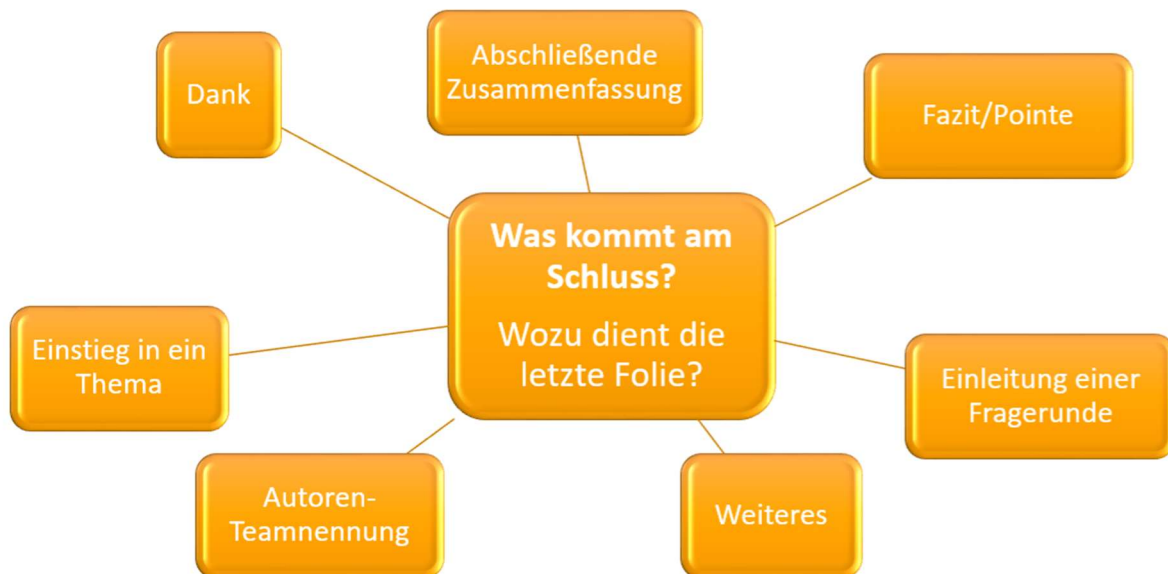 Dank
Abschließende
Zusammenfassung
Fazit/Pointe
Was kommt am
Schluss?
Wozu dient die
letzte Folie?
Einstieg in ein
Thema
Einleitung einer
Fragerunde
Autoren-
Teamnennung
Weiteres